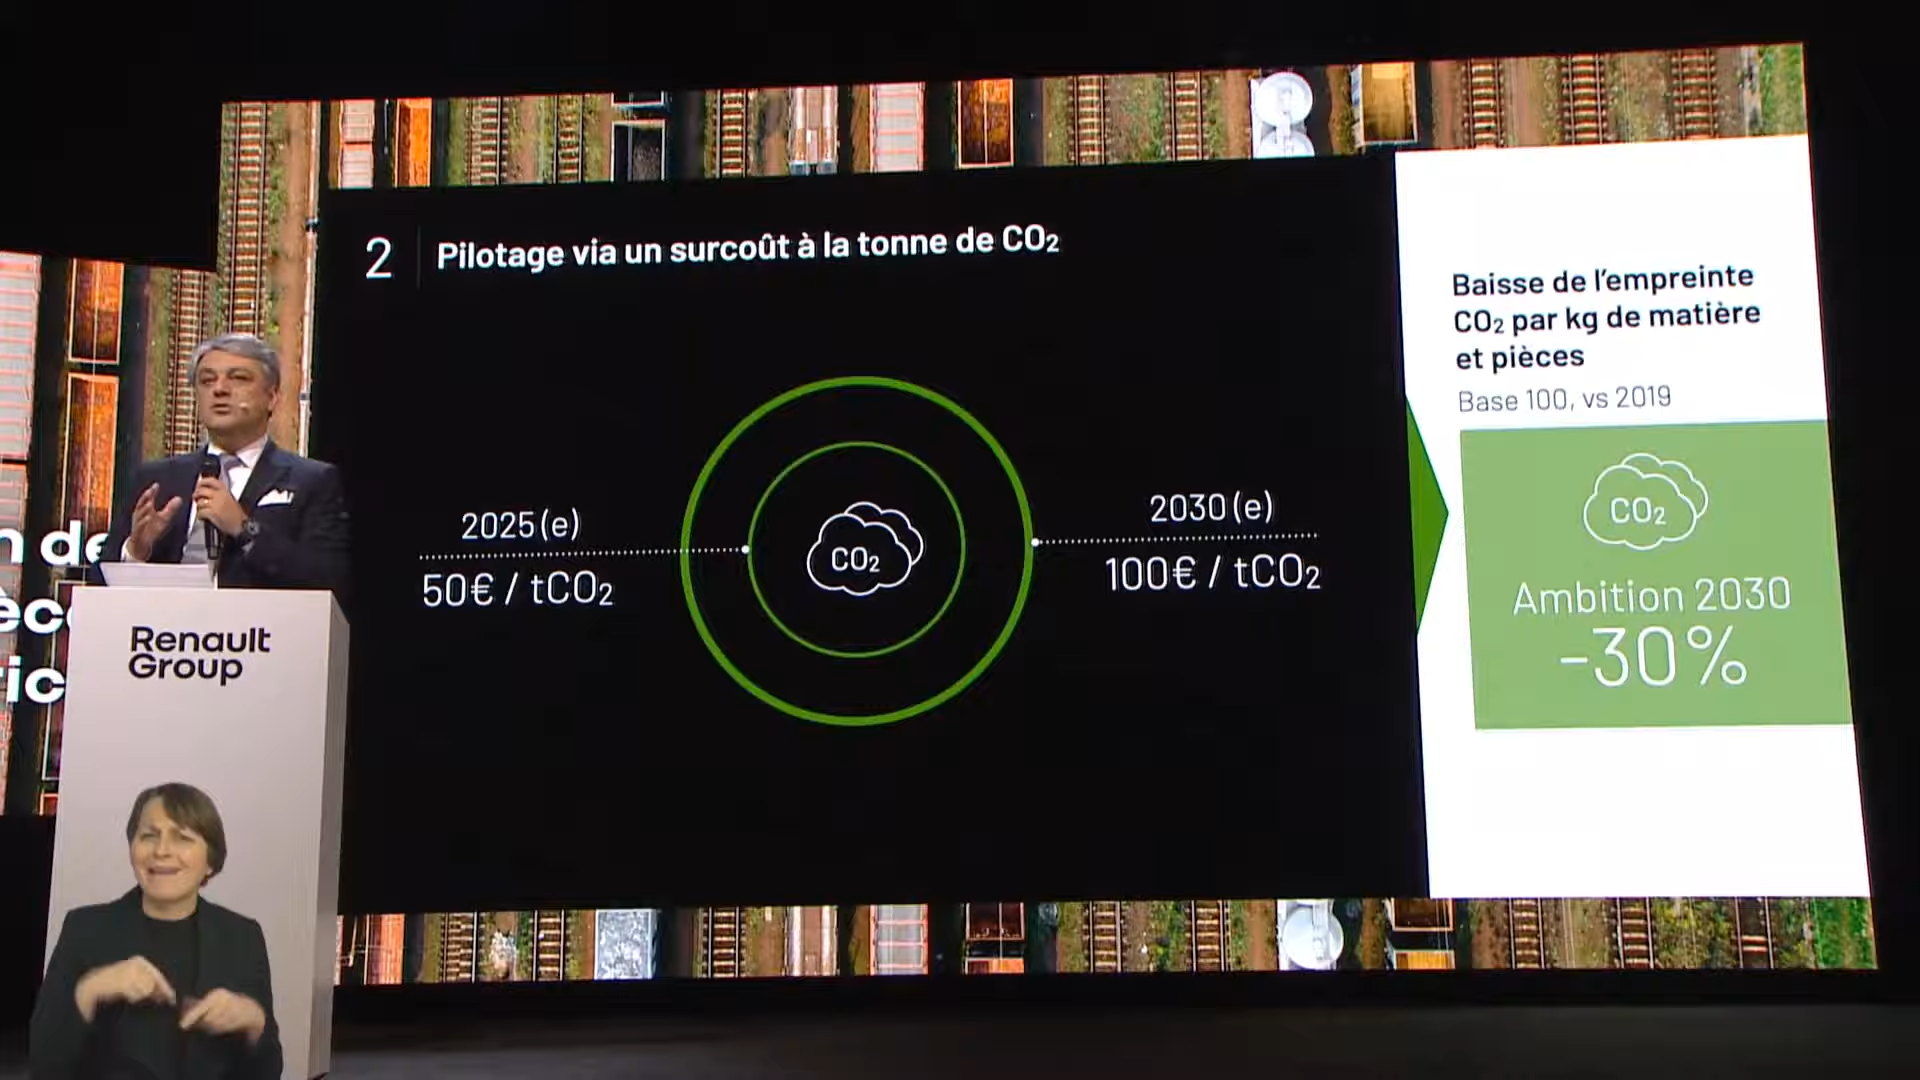 2
Pilotage via un surcoût à la tonne de CO₂
Baisse de l'empreinte
CO₂ par kg de matière
et pièces
Base 100, vs 2019
2025 (e)
50€ / tCO₂
CO₂
2030 (e)
100€ / tCO₂
CO₂
Ambition 2030
-30%
Renault
Group